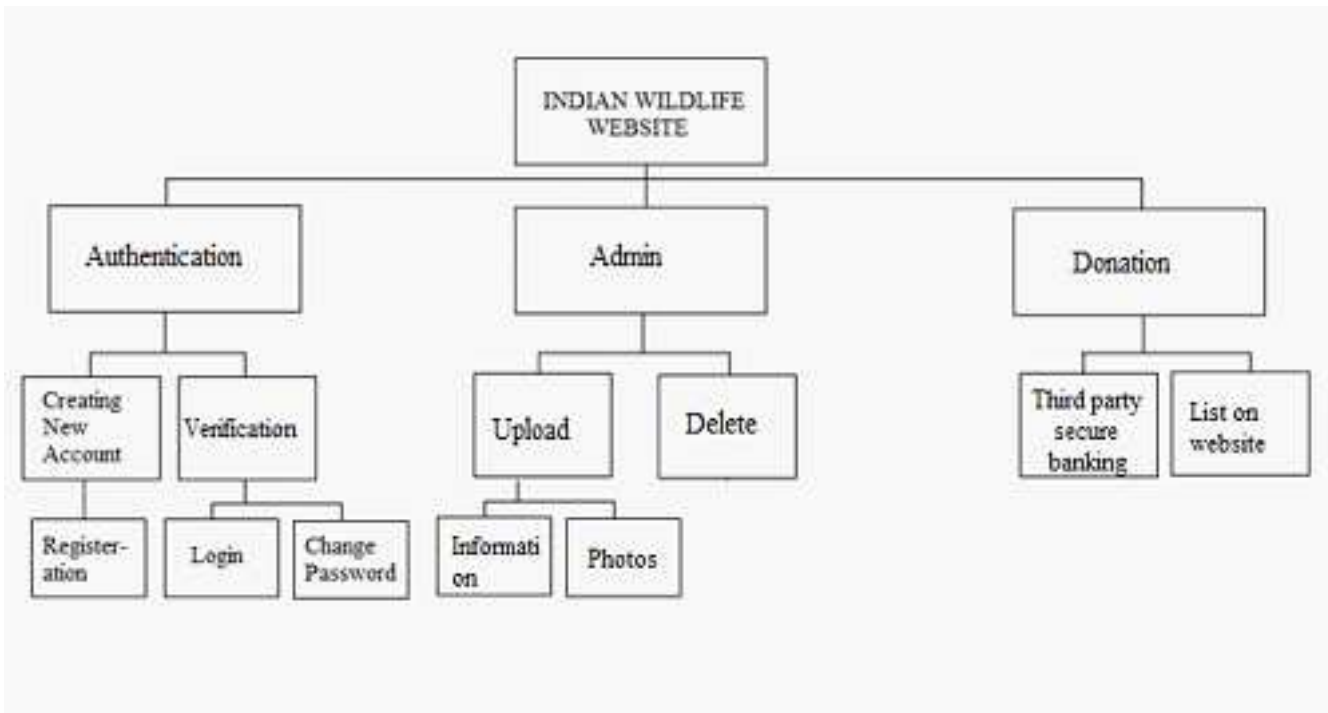 INDIAN WILDLIFE
WEBSITE
Authentication
Admin
Donation
Creating
New
Account
Verification
Upload
Delete
Third party
secure
banking
List on
website
Register-
ation
Login
Change
Password
Informati
on
Photos